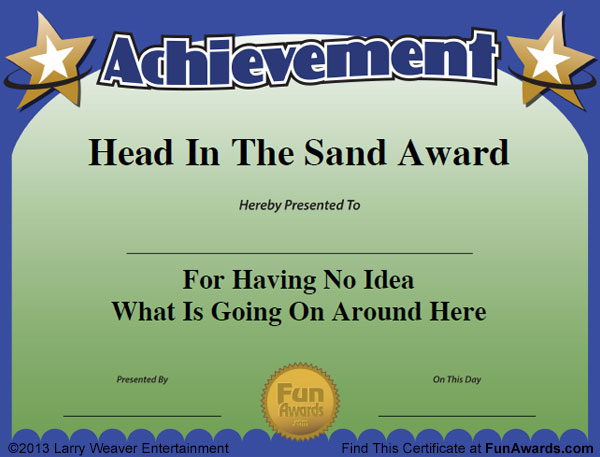 Achievement
Head In The Sand Award
Hereby Presented To
For Having No Idea
What Is Going On Around Here
Presented By
On This Day
Fun
Awards
©2013 Larry Weaver Entertainment
Find This Certificate at FunAwards.com